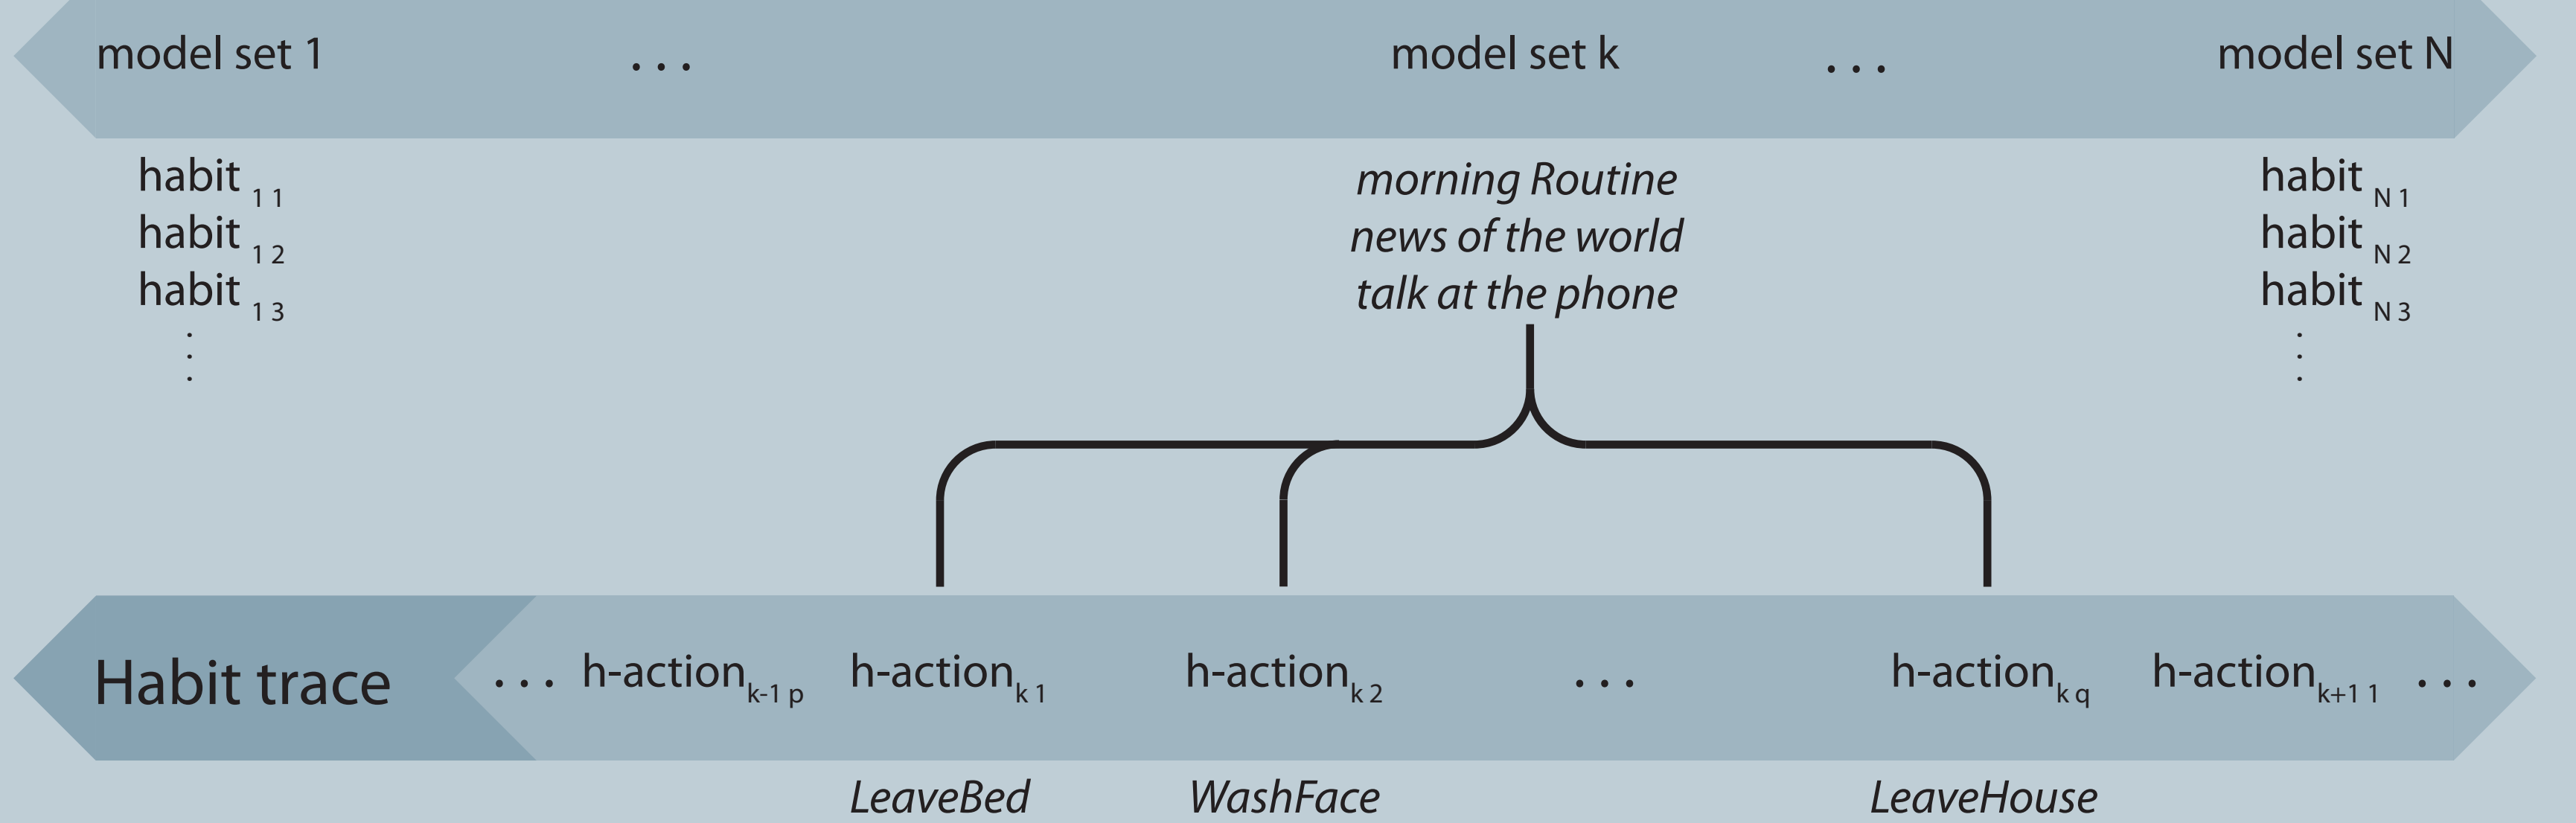 model set 1 ... model set k ... model set N
habit 1 1 morning Routine habit N 1
habit 1 2 news of the world habit N 2
habit 1 3 talk at the phone habit N 3
Habit trace ... h-action k-1 p h-action k 1 h-action k 2 ... h-action k q h-action k+1 1 ...
LeaveBed WashFace LeaveHouse